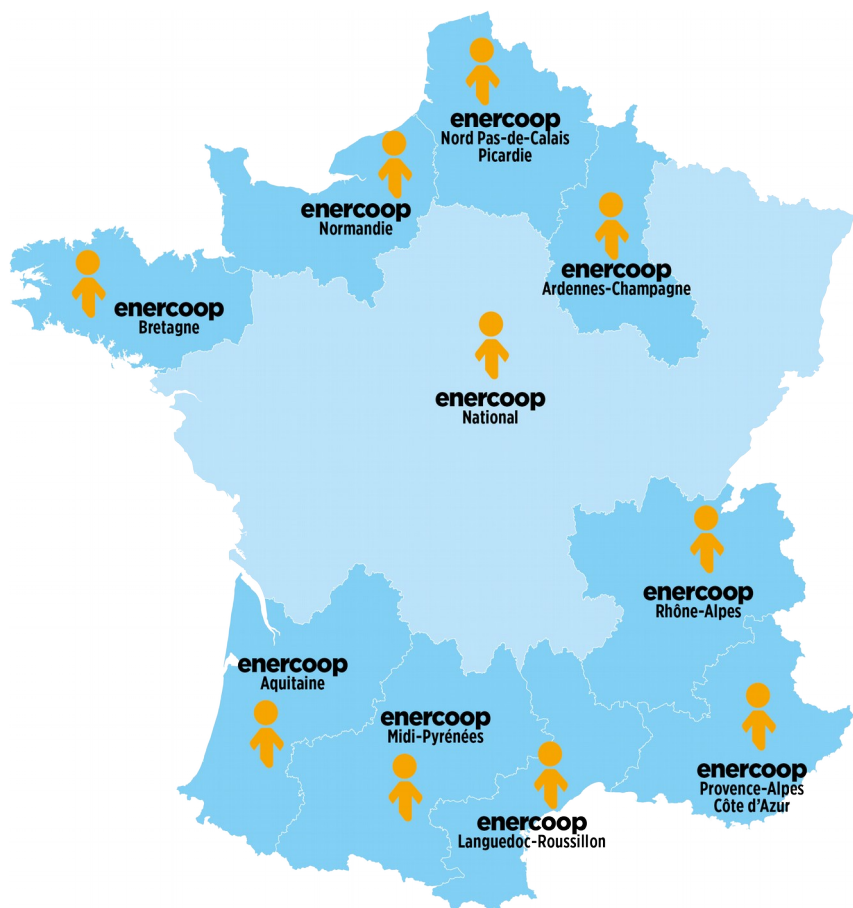 enercoop
Nord Pas-de-Calais
Picardie
enercoop
Normandie
enercoop
Ardennes-Champagne
enercoop
Bretagne
enercoop
National
enercoop
Rhône-Alpes
enercoop
Aquitaine
enercoop
Midi-Pyrénées
enercoop
Provence-Alpes
Côte d'Azur
enercoop
Languedoc-Roussillon